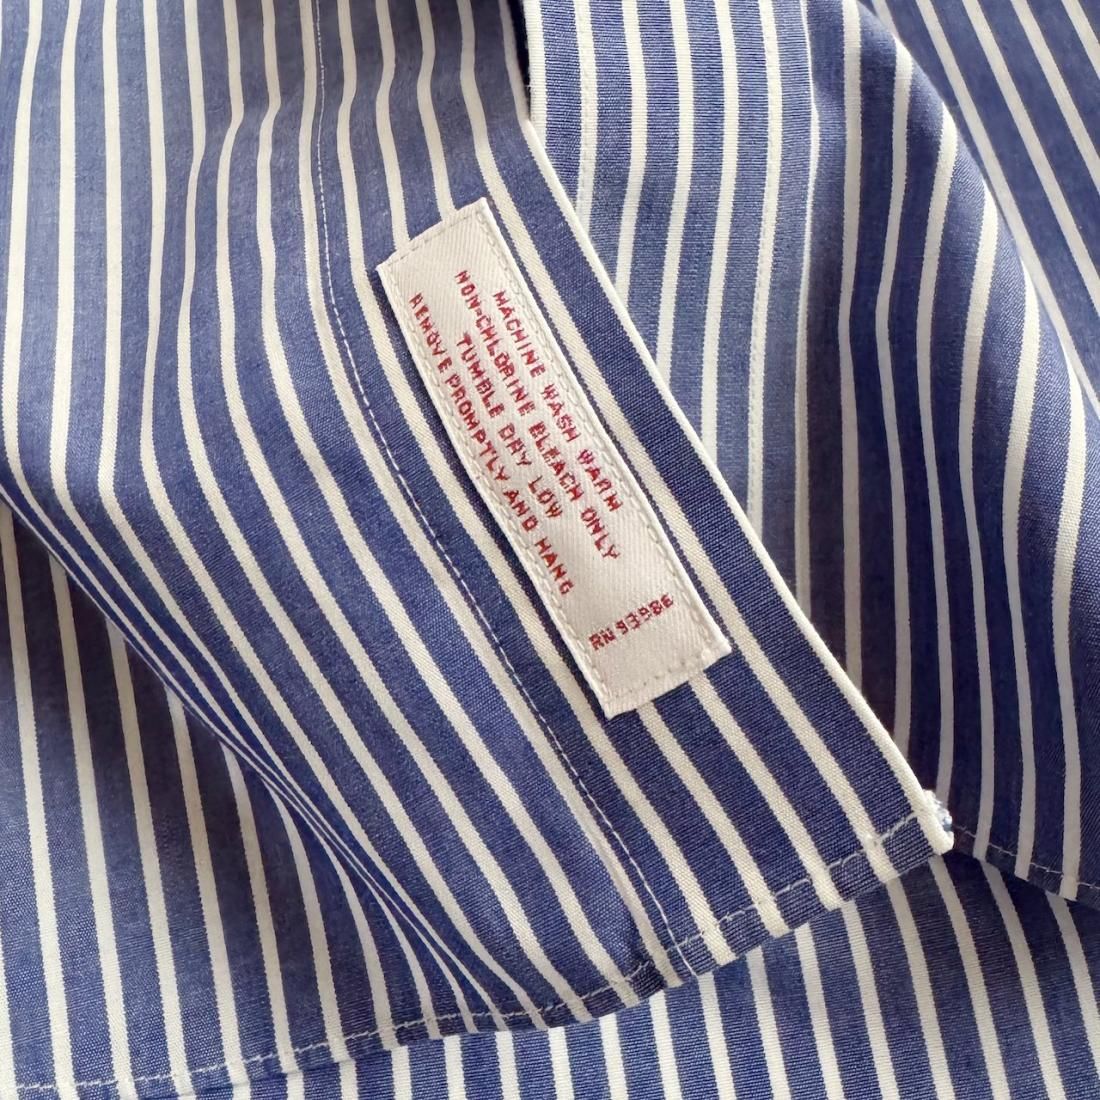 MACHINE WASH WARM
NON-CHLORINE BLEACH ONLY
TUMBLE DRY LOW
REMOVE PROMPTLY AND HANG
RN 93986